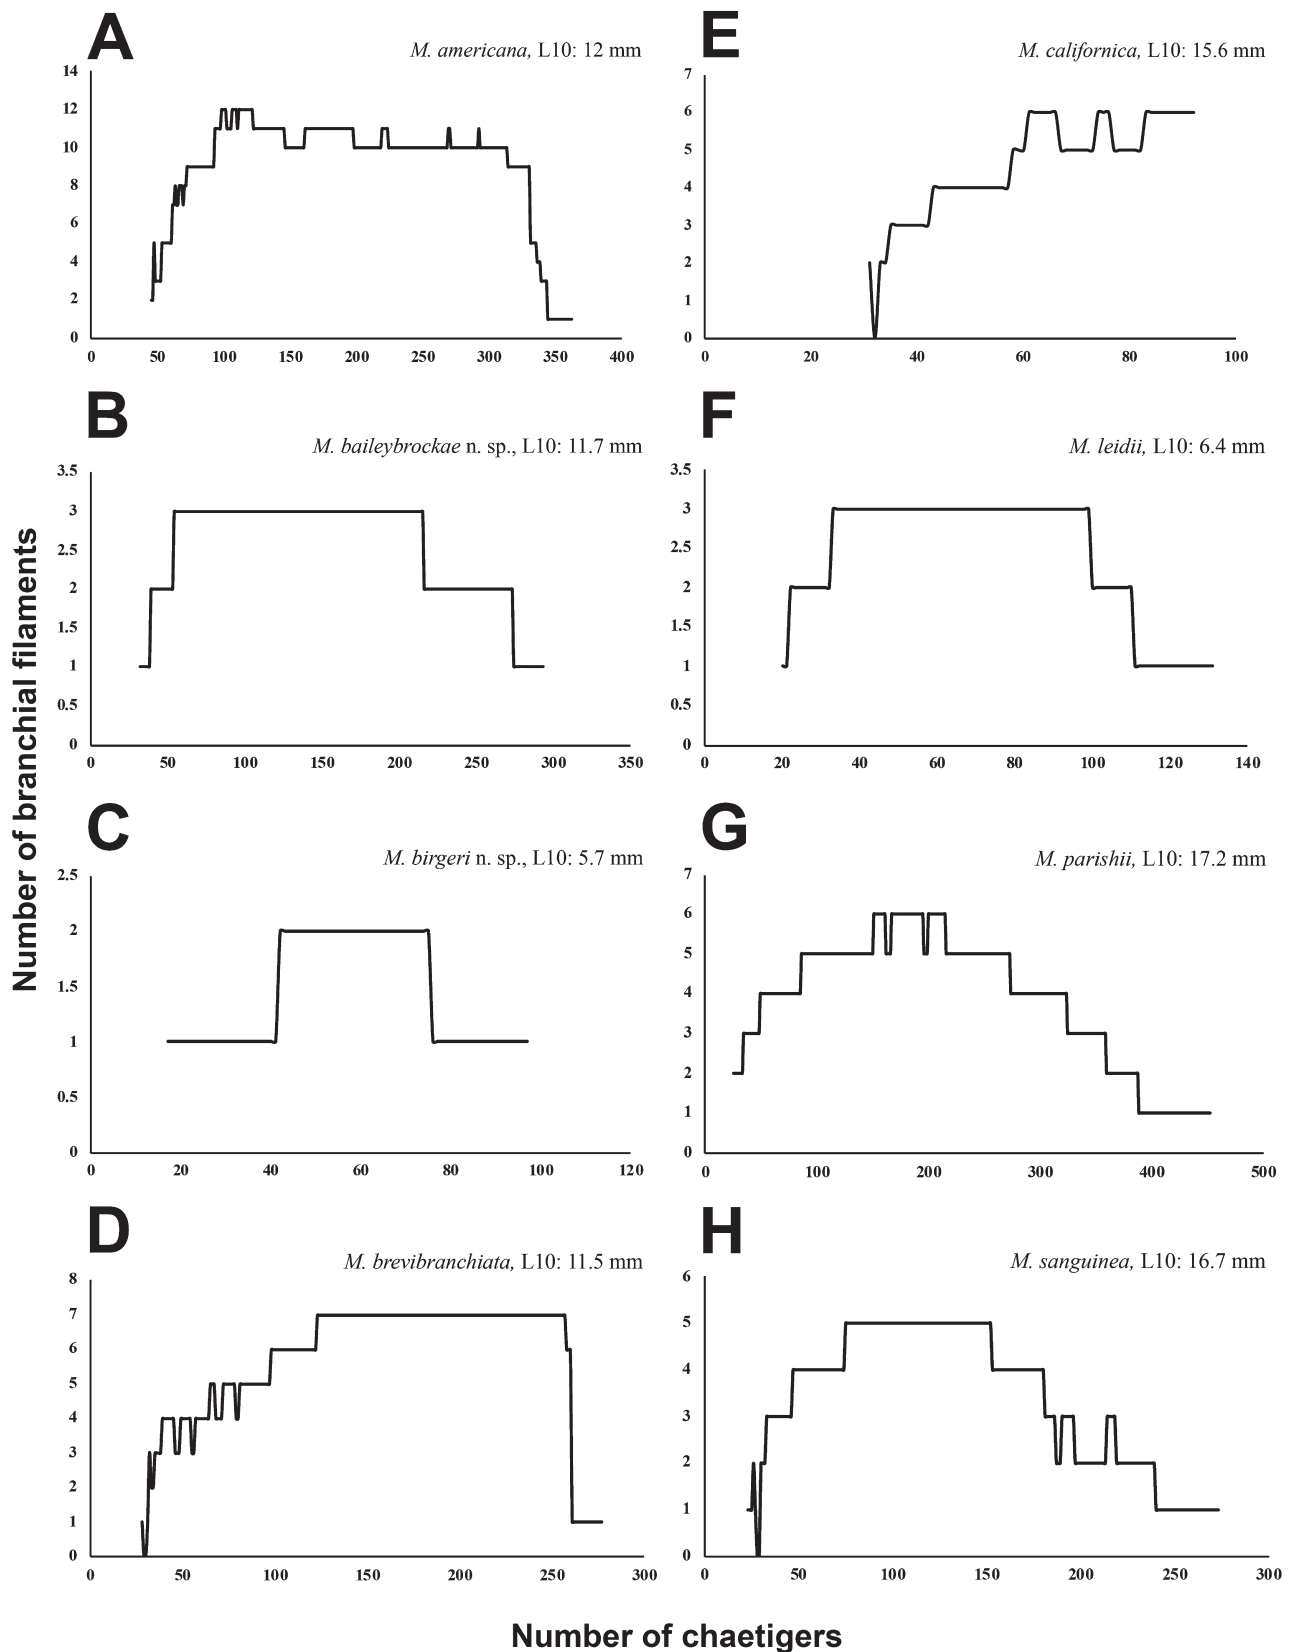 A
M. americana, L10: 12 mm
14
12
10
8
6
4
2
0
0 50 100 150 200 250 300 350 400
E
M. californica, L10: 15.6 mm
7
6
5
4
3
2
1
0
0 20 40 60 80 100
B
M. baileybrockae n. sp., L10: 11.7 mm
3.5
3
2.5
2
1.5
1
0.5
0
0 50 100 150 200 250 300 350
F
M. leidii, L10: 6.4 mm
3.5
3
2.5
2
1.5
1
0.5
0
0 20 40 60 80 100 120 140
C
M. birgeri n. sp., L10: 5.7 mm
2.5
2
1.5
1
0.5
0
0 20 40 60 80 100 120
G
M. parishii, L10: 17.2 mm
7
6
5
4
3
2
1
0
0 100 200 300 400 500
D
M. brevibranchiata, L10: 11.5 mm
8
7
6
5
4
3
2
1
0
0 50 100 150 200 250 300
H
M. sanguinea, L10: 16.7 mm
6
5
4
3
2
1
0
0 50 100 150 200 250 300
Number of branchial filaments
Number of chaetigers